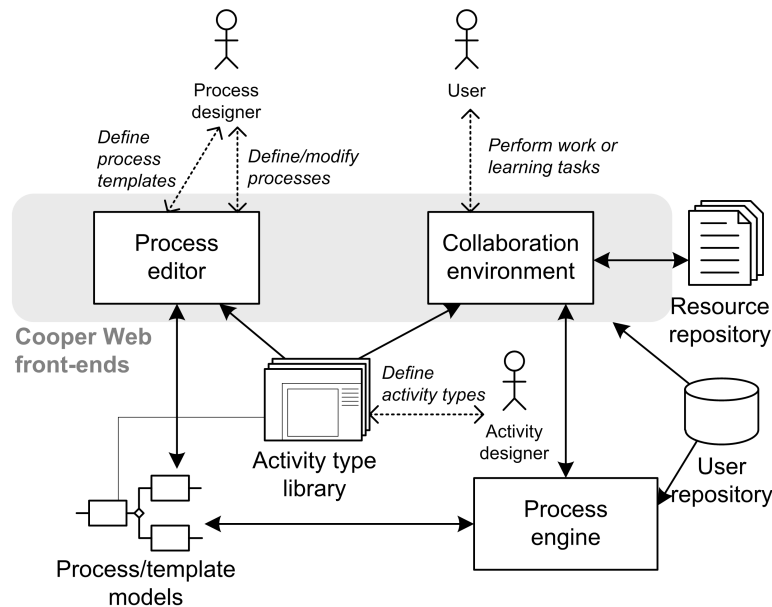 Process
designer
User
Define
process
templates
Define/modify
processes
Perform work or
learning tasks
Process
editor
Collaboration
environment
Resource
repository
Cooper Web
front-ends
Define
activity types
Activity
designer
Activity type
library
User
repository
Process
engine
Process/template
models